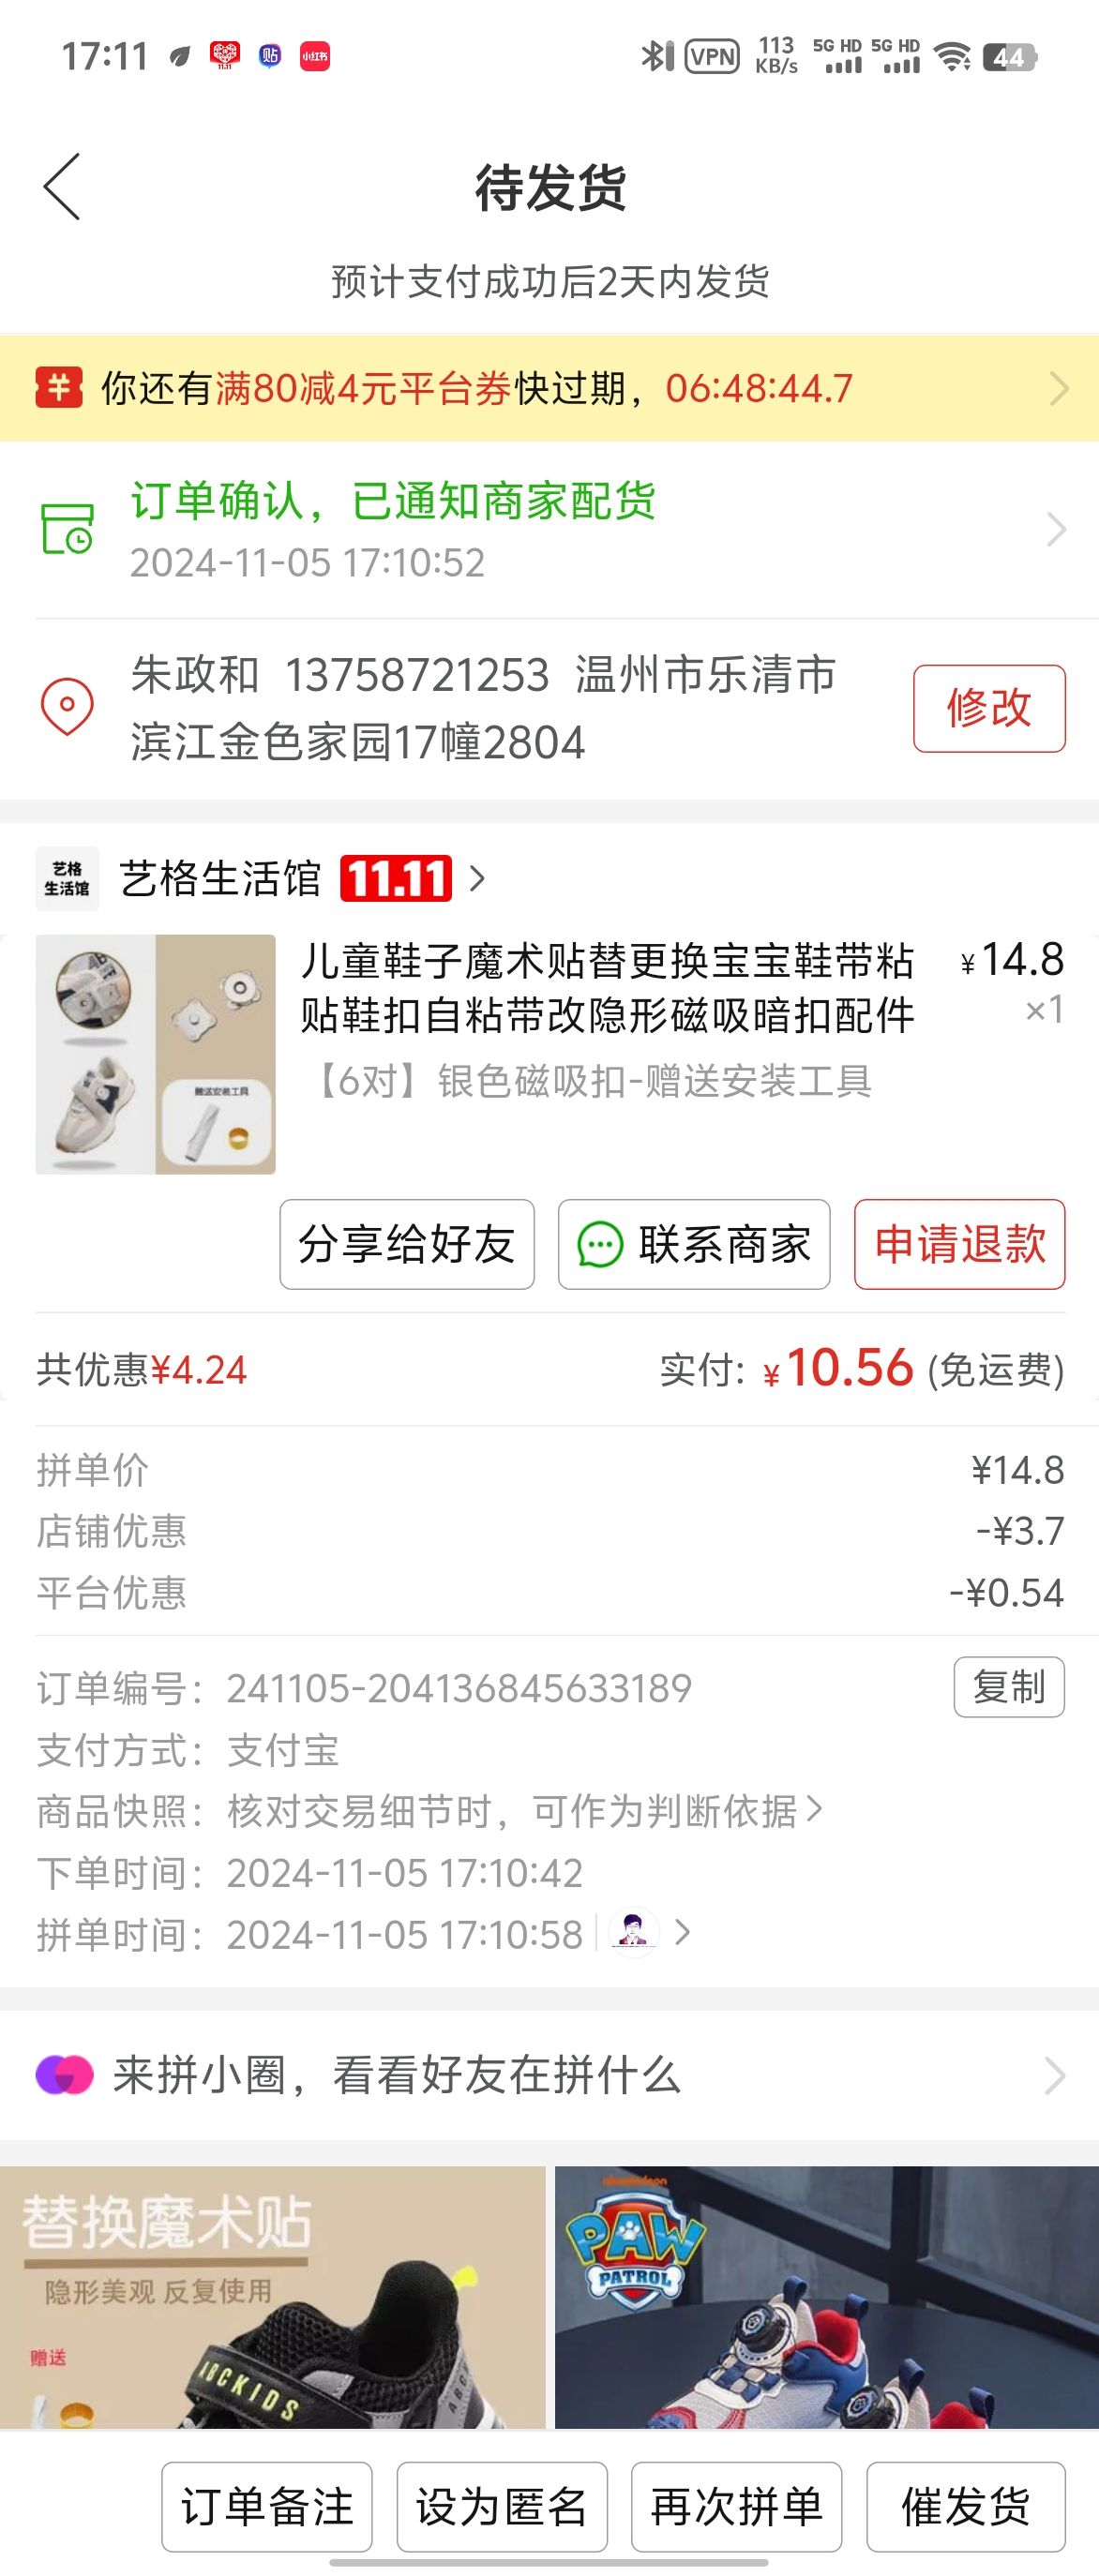 17:11
VPN 113 KB/s 5G HD 5G HD 44
待发货
预计支付成功后2天内发货
你还有满80减4元平台券快过期，06:48:44.7
订单确认，已通知商家配货
2024-11-05 17:10:52
朱政和 13758721253 温州市乐清市
滨江金色家园17幢2804
修改
艺格
生活馆
艺格生活馆 11.11
儿童鞋子魔术贴替更换宝宝鞋带粘 ¥14.8
贴鞋扣自粘带改隐形磁吸暗扣配件 ×1
【6对】银色磁吸扣-赠送安装工具
赠送安装工具
分享给好友 联系商家 申请退款
共优惠¥4.24 实付: ¥10.56 (免运费)
拼单价 ¥14.8
店铺优惠 -¥3.7
平台优惠 -¥0.54
订单编号：241105-204136845633189 复制
支付方式：支付宝
商品快照：核对交易细节时，可作为判断依据
下单时间：2024-11-05 17:10:42
拼单时间：2024-11-05 17:10:58
来拼小圈，看看好友在拼什么
替换魔术贴
隐形美观 反复使用
赠送
ABCKIDS
nickelodeon
PAW
PATROL
订单备注 设为匿名 再次拼单 催发货